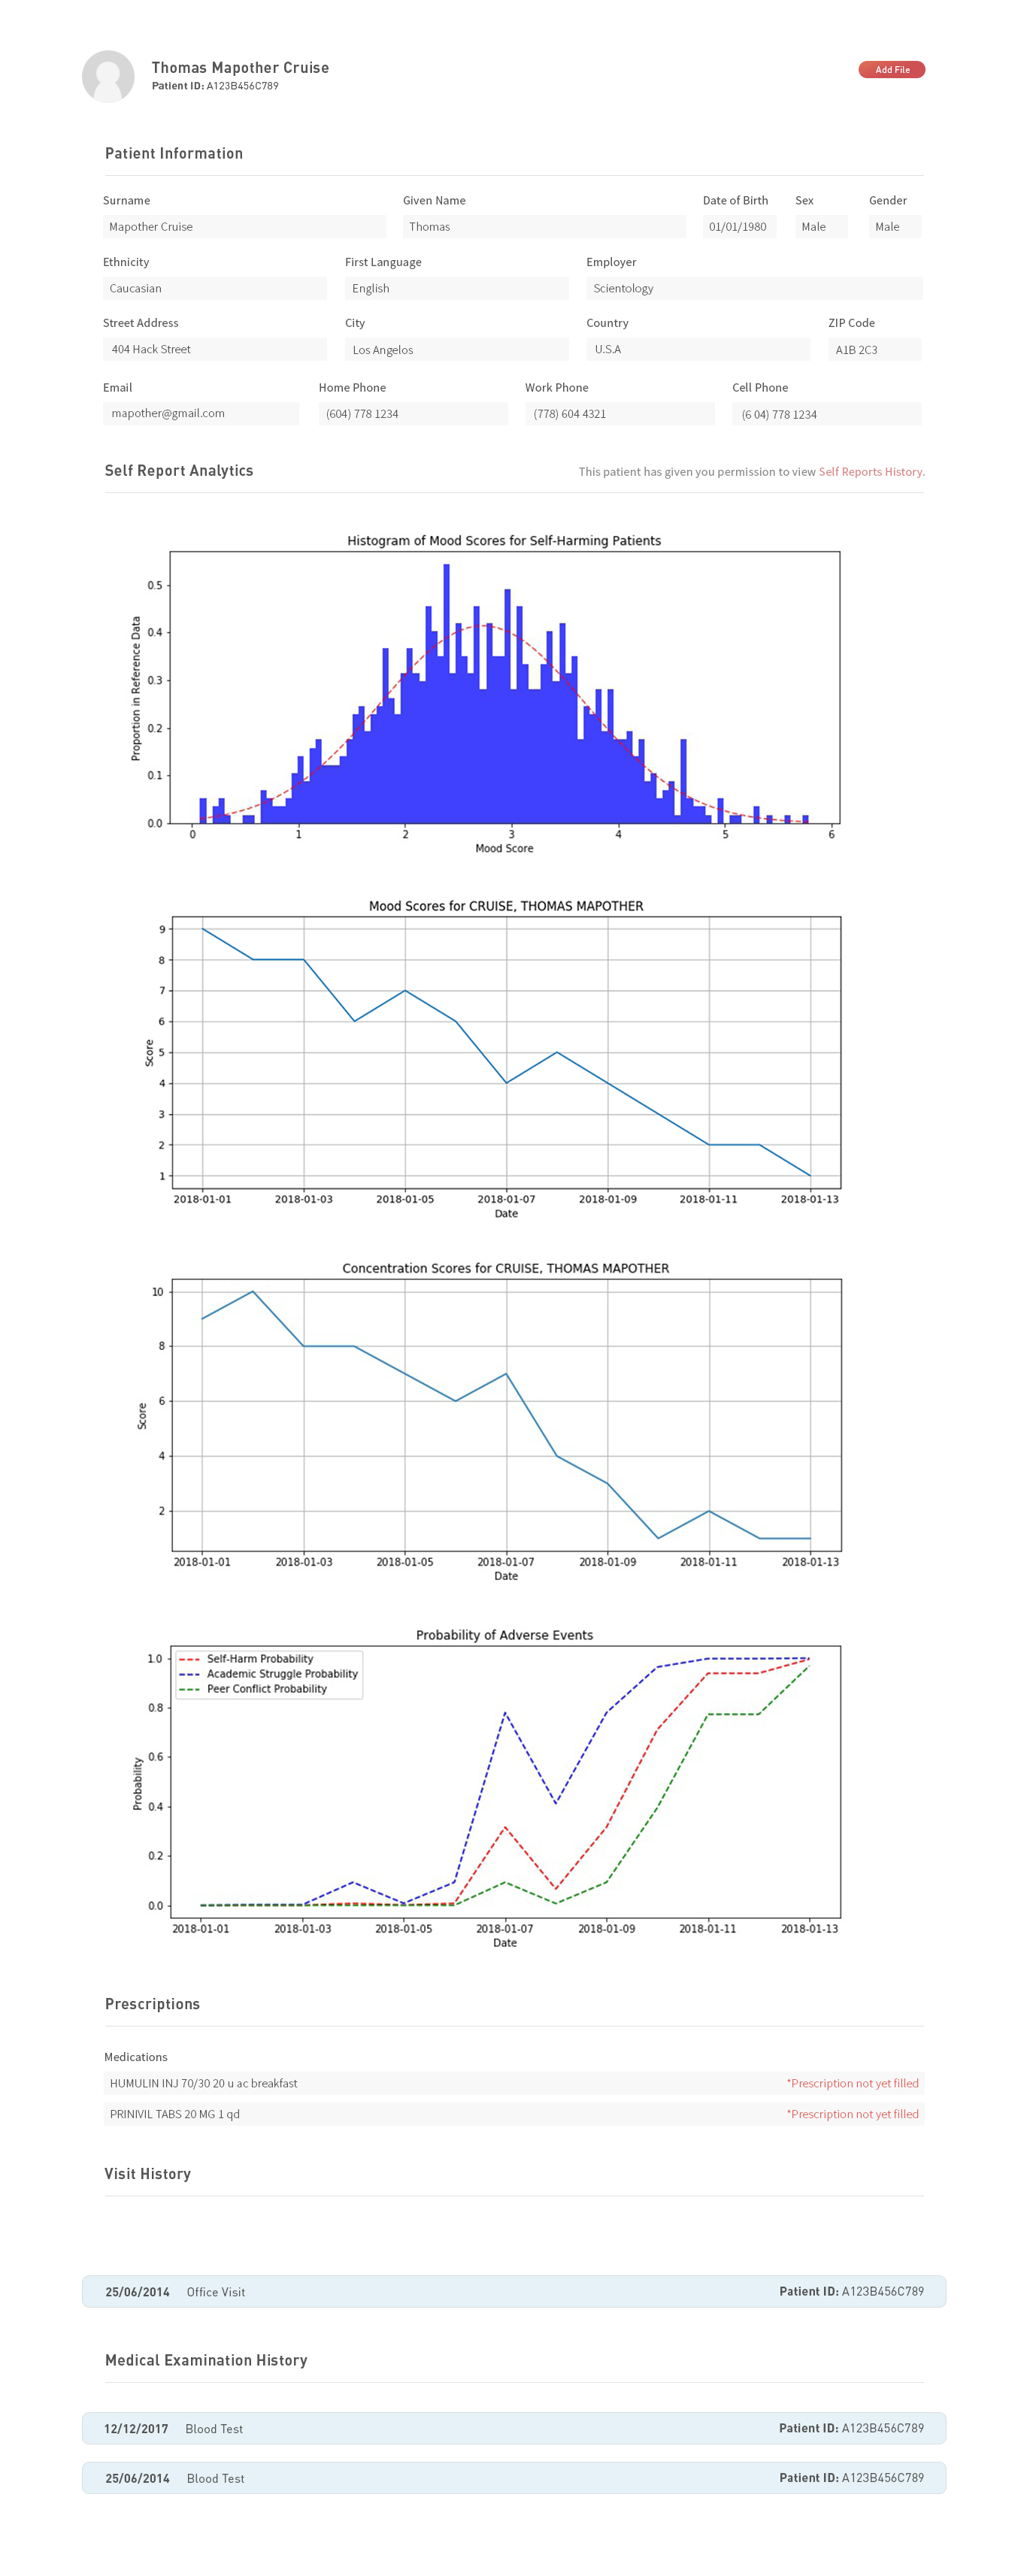 Thomas Mapother Cruise
Add File
Patient ID: A123B456C789
Patient Information
Surname Given Name Date of Birth Sex Gender
Mapother Cruise Thomas 01/01/1980 Male Male
Ethnicity First Language Employer
Caucasian English Scientology
Street Address City Country ZIP Code
404 Hack Street Los Angelos U.S.A A1B 2C3
Email Home Phone Work Phone Cell Phone
mapother@gmail.com (604) 778 1234 (778) 604 4321 (6 04) 778 1234
Self Report Analytics This patient has given you permission to view Self Reports History.
Histogram of Mood Scores for Self-Harming Patients
Proportion in Reference Data
0.5
0.4
0.3
0.2
0.1
0.0
0 1 2 3 4 5 6
Mood Score
Mood Scores for CRUISE, THOMAS MAPOTHER
Score
9
8
7
6
5
4
3
2
1
2018-01-01 2018-01-03 2018-01-05 2018-01-07 2018-01-09 2018-01-11 2018-01-13
Date
Concentration Scores for CRUISE, THOMAS MAPOTHER
Score
10
8
6
4
2
2018-01-01 2018-01-03 2018-01-05 2018-01-07 2018-01-09 2018-01-11 2018-01-13
Date
Probability of Adverse Events
Self-Harm Probability
Academic Struggle Probability
Peer Conflict Probability
Probability
1.0
0.8
0.6
0.4
0.2
0.0
2018-01-01 2018-01-03 2018-01-05 2018-01-07 2018-01-09 2018-01-11 2018-01-13
Date
Prescriptions
Medications
HUMULIN INJ 70/30 20 u ac breakfast *Prescription not yet filled
PRINIVIL TABS 20 MG 1 qd *Prescription not yet filled
Visit History
25/06/2014 Office Visit Patient ID: A123B456C789
Medical Examination History
12/12/2017 Blood Test Patient ID: A123B456C789
25/06/2014 Blood Test Patient ID: A123B456C789